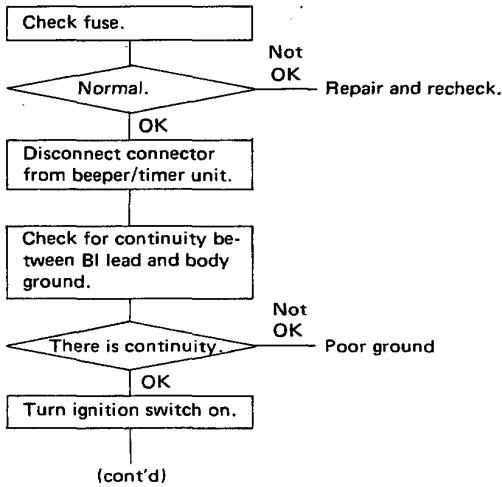 Check fuse.
Not
OK
Normal.
Repair and recheck.
OK
Disconnect connector
from beeper/timer unit.
Check for continuity be-
tween Bl lead and body
ground.
Not
OK
There is continuity.
Poor ground
OK
Turn ignition switch on.
(cont'd)